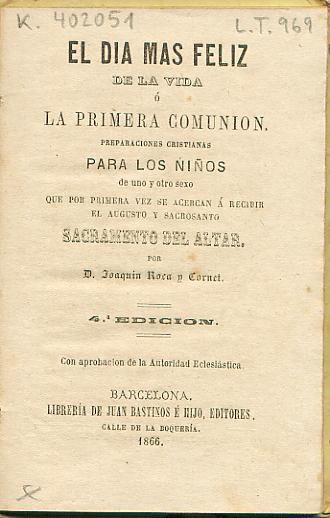 K. 402051 L.T. 969
EL DIA MAS FELIZ
DE LA VIDA
ó
LA PRIMERA COMUNION.
PREPARACIONES CRISTIANAS
PARA LOS NIÑOS
de uno y otro sexo
QUE POR PRIMERA VEZ SE ACERCAN Á RECIBIR
EL AUGUSTO Y SACROSANTO
SACRAMENTO DEL ALTAR,
POR
D. Joaquin Roca y Cornet.
4.ª EDICION.
Con aprobacion de la Autoridad Eclesiástica.
BARCELONA.
LIBRERÍA DE JUAN BASTINOS É HIJO, EDITORES.
CALLE DE LA BOQUERÍA.
1866.